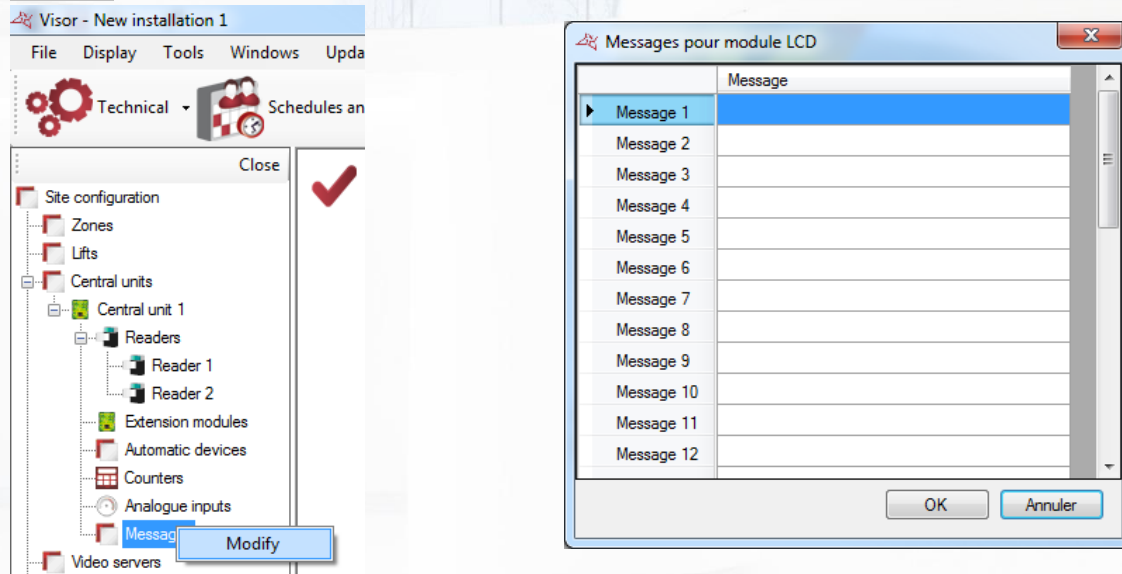 Visor - New installation 1
File Display Tools Windows Upda
Technical Schedules an
Close
Site configuration
Zones
Lifts
Central units
Central unit 1
Readers
Reader 1
Reader 2
Extension modules
Automatic devices
Counters
Analogue inputs
Messag
Modify
Video servers
Messages pour module LCD
Message
Message 1
Message 2
Message 3
Message 4
Message 5
Message 6
Message 7
Message 8
Message 9
Message 10
Message 11
Message 12
OK Annuler